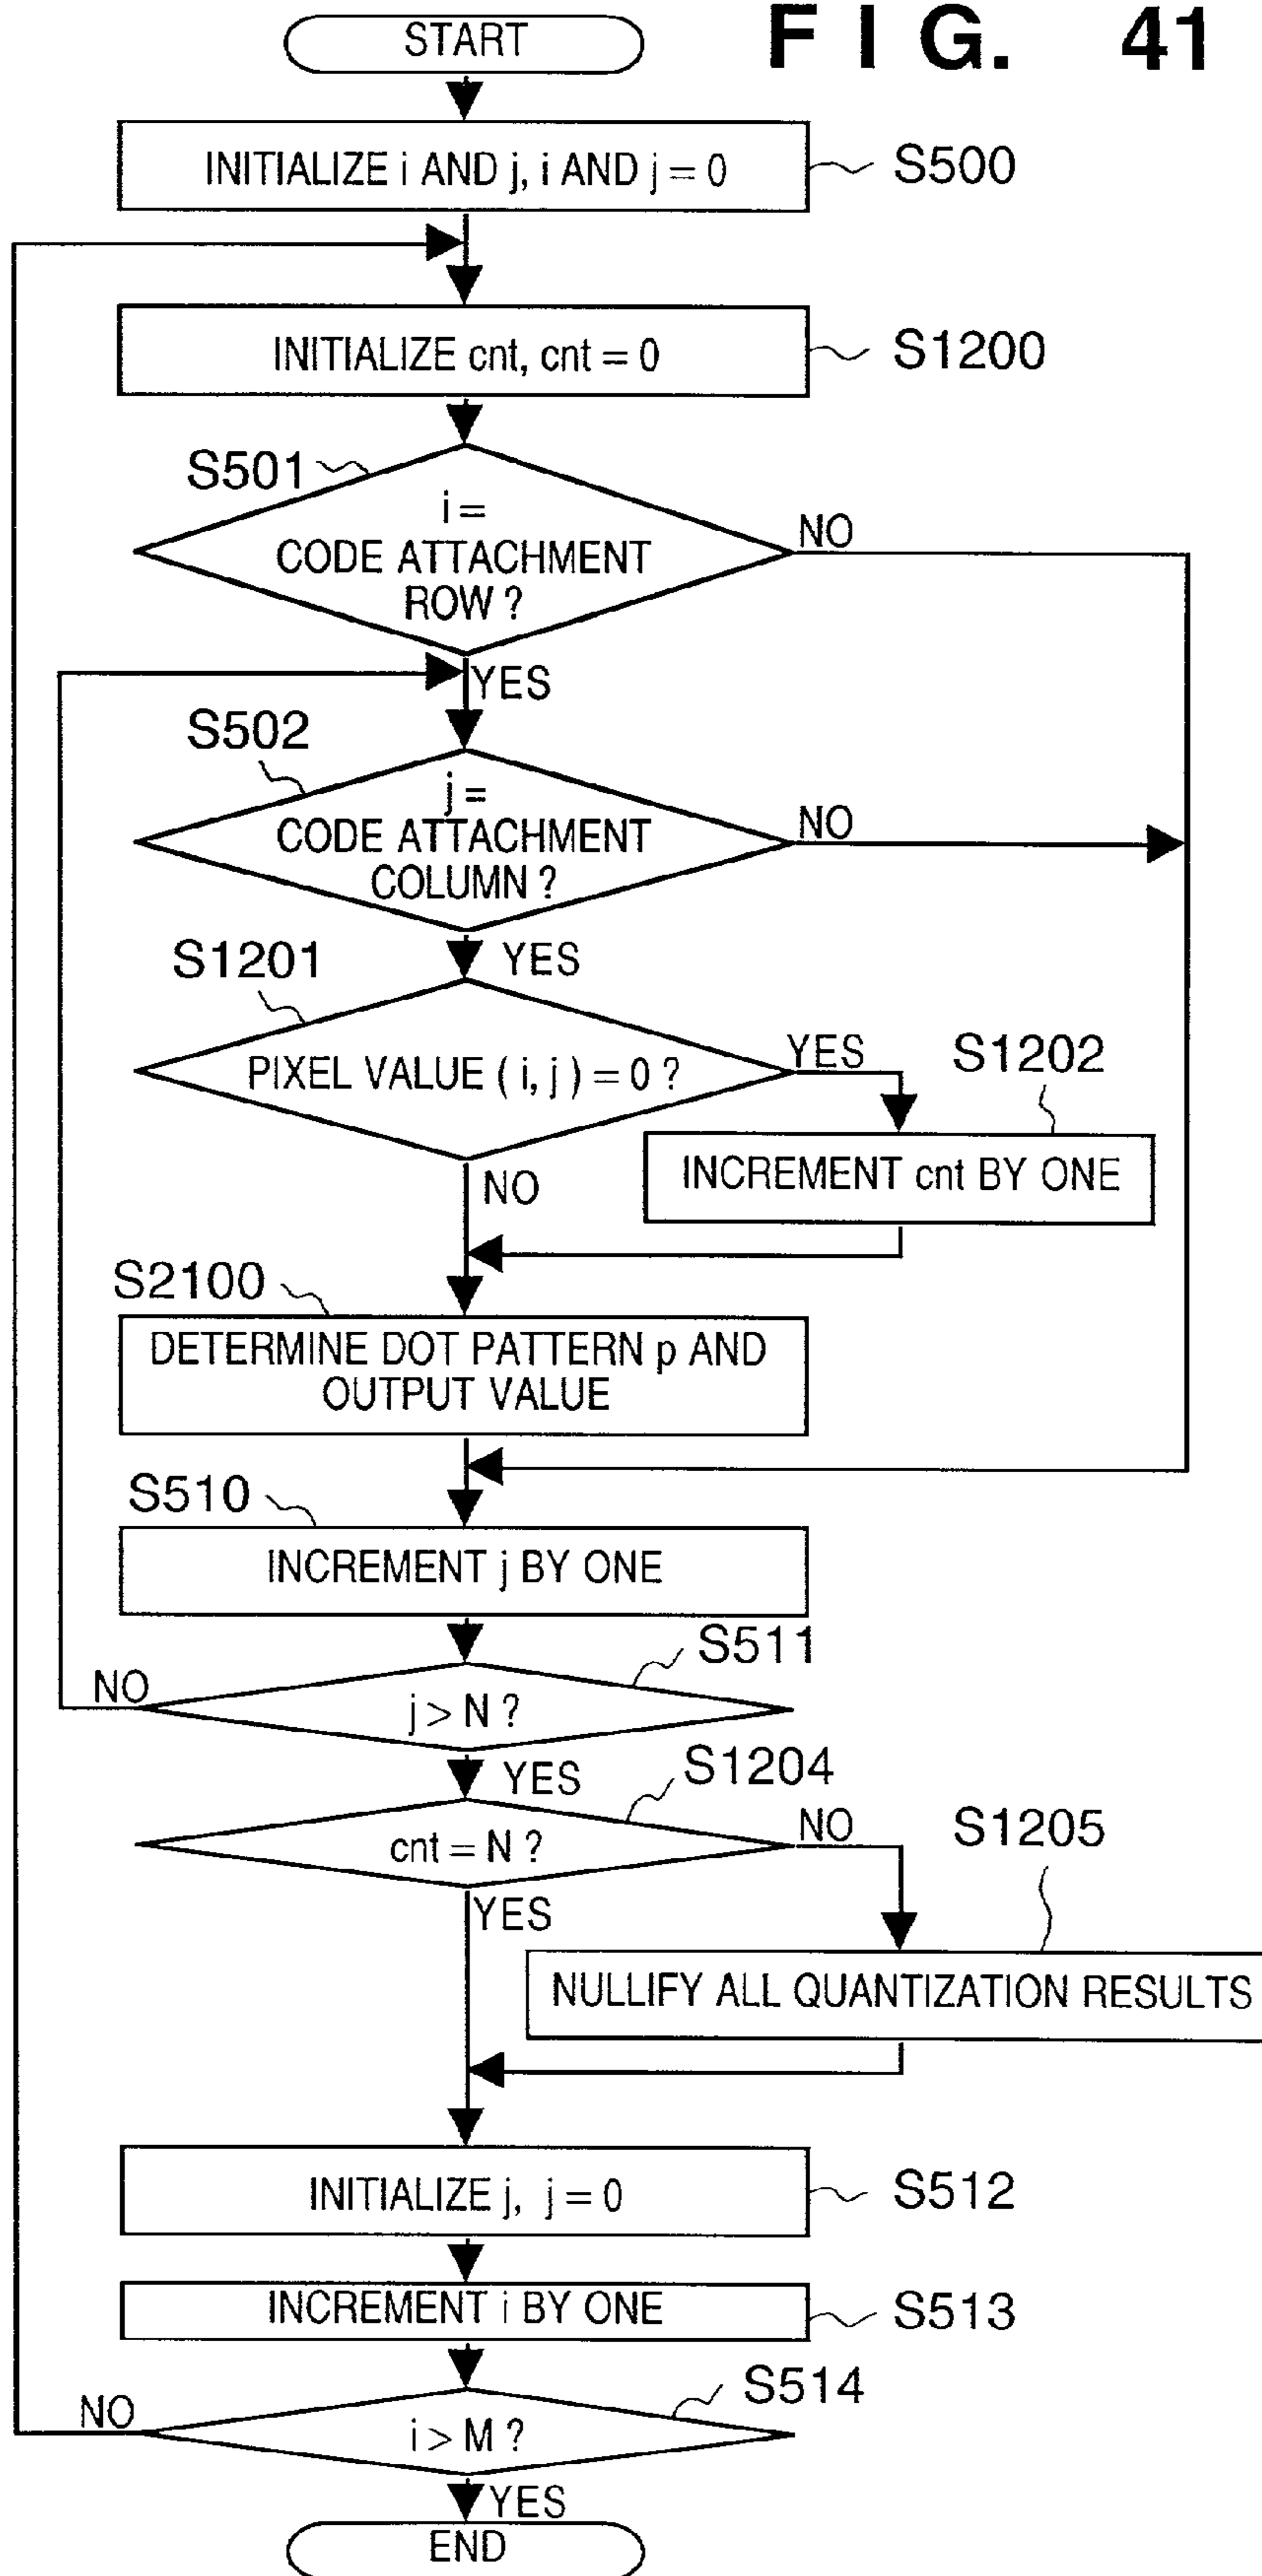 START
F I G. 41
INITIALIZE i AND j, i AND j = 0
S500
INITIALIZE cnt, cnt = 0
S1200
S501
i =
CODE ATTACHMENT
ROW ?
NO
YES
S502
j =
CODE ATTACHMENT
COLUMN ?
NO
YES
S1201
PIXEL VALUE ( i, j ) = 0 ?
YES
S1202
INCREMENT cnt BY ONE
NO
S2100
DETERMINE DOT PATTERN p AND
OUTPUT VALUE
S510
INCREMENT j BY ONE
S511
NO
j > N ?
YES
S1204
cnt = N ?
NO
S1205
YES
NULLIFY ALL QUANTIZATION RESULTS
INITIALIZE j, j = 0
S512
INCREMENT i BY ONE
S513
S514
NO
i > M ?
YES
END